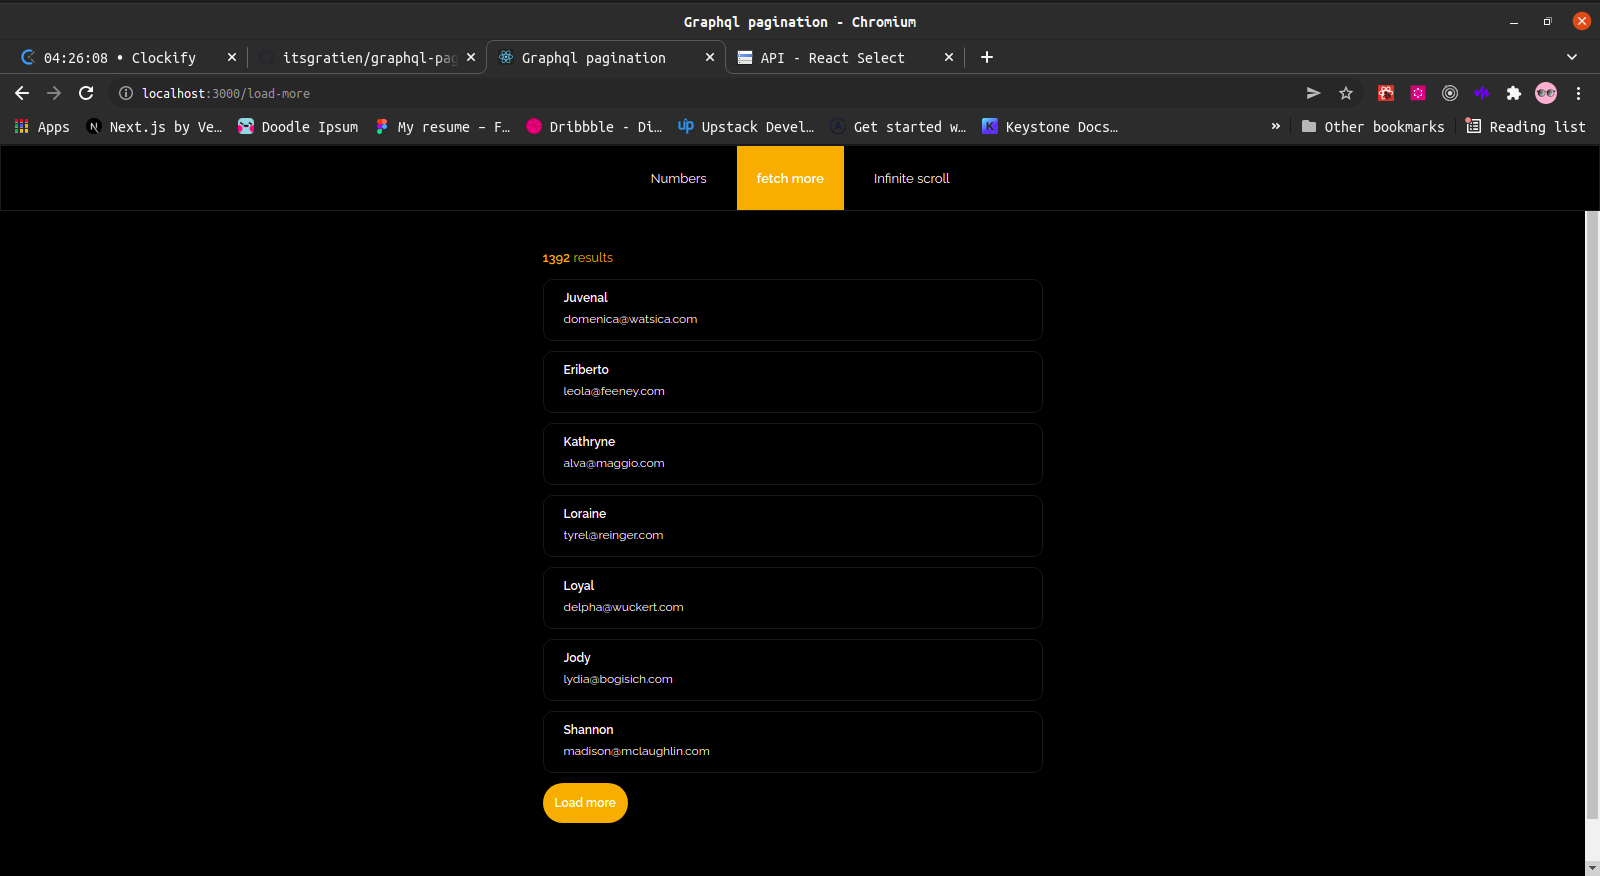 Graphql pagination - Chromium
04:26:08 • Clockify
itsgratien/graphql-pag
Graphql pagination
API - React Select
localhost:3000/load-more
Apps
Next.js by Ve…
Doodle Ipsum
My resume – F…
Dribbble - Di…
Upstack Devel…
Get started w…
Keystone Docs…
»
Other bookmarks
Reading list
Numbers
fetch more
Infinite scroll
1392 results
Juvenal
domenica@watsica.com
Eriberto
leola@feeney.com
Kathryne
alva@maggio.com
Loraine
tyrel@reinger.com
Loyal
delpha@wuckert.com
Jody
lydia@bogisich.com
Shannon
madison@mclaughlin.com
Load more